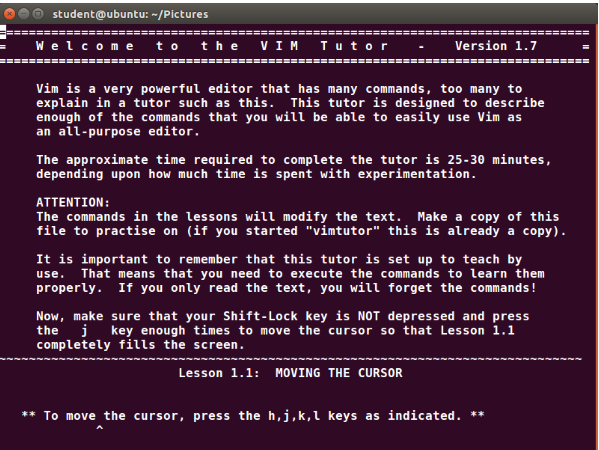 student@ubuntu: ~/Pictures
===============================================================================
=    W e l c o m e   t o   t h e   V I M   T u t o r    -    Version 1.7      =
===============================================================================
Vim is a very powerful editor that has many commands, too many to
explain in a tutor such as this.  This tutor is designed to describe
enough of the commands that you will be able to easily use Vim as
an all-purpose editor.
The approximate time required to complete the tutor is 25-30 minutes,
depending upon how much time is spent with experimentation.
ATTENTION:
The commands in the lessons will modify the text.  Make a copy of this
file to practise on (if you started "vimtutor" this is already a copy).
It is important to remember that this tutor is set up to teach by
use.  That means that you need to execute the commands to learn them
properly.  If you only read the text, you will forget the commands!
Now, make sure that your Shift-Lock key is NOT depressed and press
the   j   key enough times to move the cursor so that Lesson 1.1
completely fills the screen.
~~~~~~~~~~~~~~~~~~~~~~~~~~~~~~~~~~~~~~~~~~~~~~~~~~~~~~~~~~~~~~~~~~~~~~~~~~~~~~
Lesson 1.1:  MOVING THE CURSOR
** To move the cursor, press the h,j,k,l keys as indicated. **
^